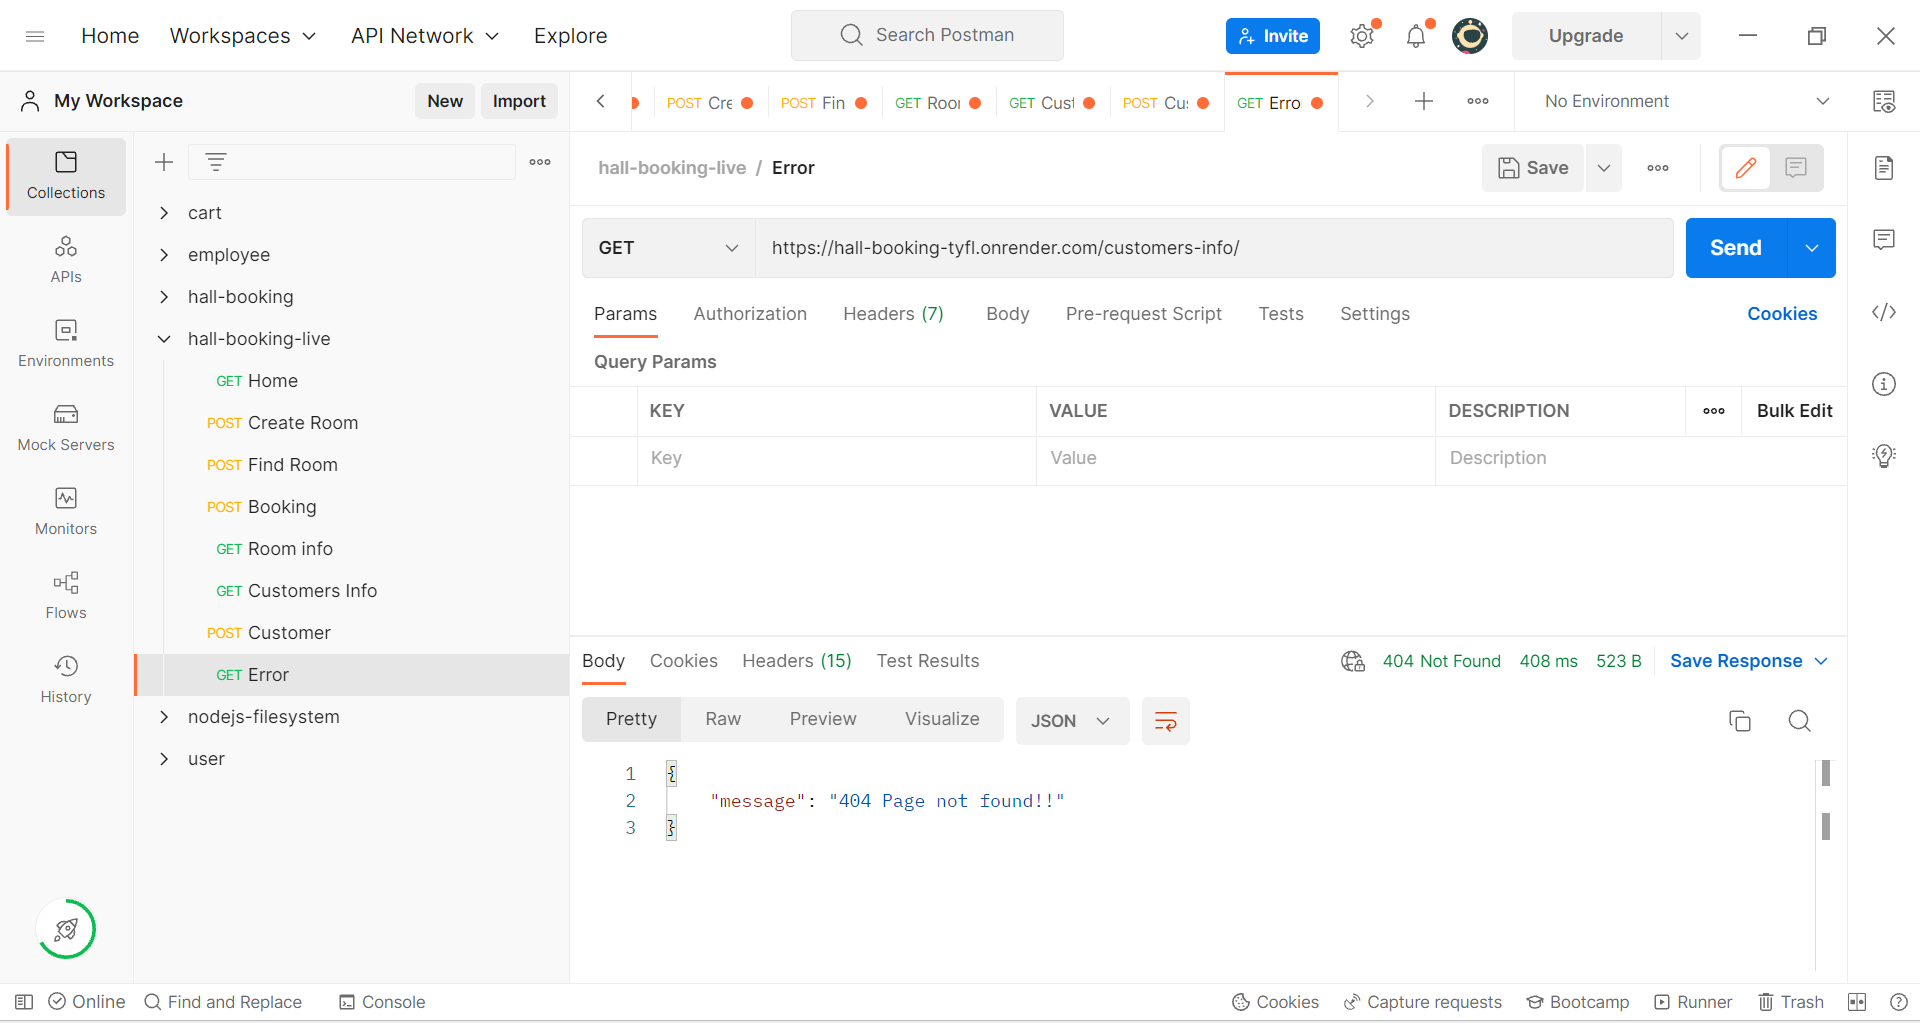 Home Workspaces API Network Explore Search Postman Invite Upgrade
My Workspace New Import
POST Cre POST Fin GET Roor GET Cust POST Cu: GET Erro No Environment
hall-booking-live / Error Save
Collections
APIs
Environments
Mock Servers
Monitors
Flows
History
cart
employee
hall-booking
hall-booking-live
GET Home
POST Create Room
POST Find Room
POST Booking
GET Room info
GET Customers Info
POST Customer
GET Error
nodejs-filesystem
user
GET https://hall-booking-tyfl.onrender.com/customers-info/ Send
Params Authorization Headers (7) Body Pre-request Script Tests Settings Cookies
Query Params
KEY VALUE DESCRIPTION Bulk Edit
Key Value Description
Body Cookies Headers (15) Test Results 404 Not Found 408 ms 523 B Save Response
Pretty Raw Preview Visualize JSON
1 {
2 "message": "404 Page not found!!"
3 }
Online Find and Replace Console Cookies Capture requests Bootcamp Runner Trash